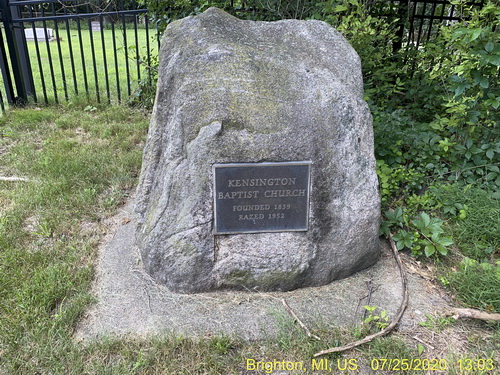 KENSINGTON
BAPTIST CHURCH
FOUNDED 1839
RAZED 1952
Brighton, MI, US   07/25/2020  13:03